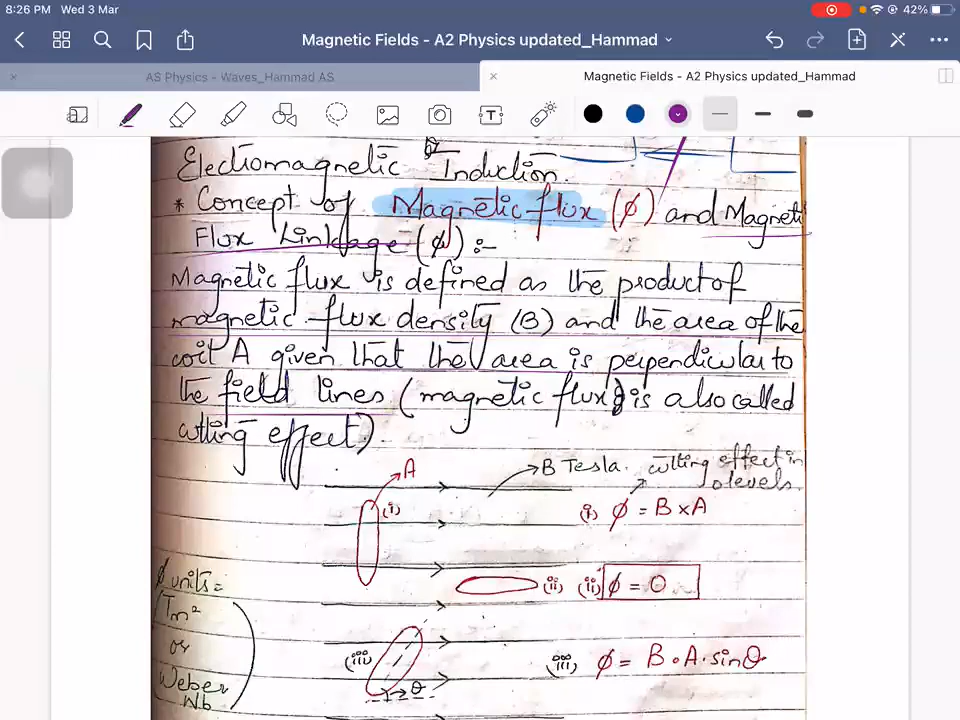 8:26 PM Wed 3 Mar
42%
Magnetic Fields - A2 Physics updated_Hammad
AS Physics - Waves_Hammad AS
Magnetic Fields - A2 Physics updated_Hammad
Electomagnetic Induction.
* Concept of Magnetic flux (φ) and Magneti
Flux Linkage (φ) :-
Magnetic flux is defined as the product of
magnetic flux density (B) and the area of the
coil A given that the area is perpendicular to
the field lines (magnetic flux is also called
cutting effect).
A
B Tesla.
cutting effect in
olevels.
(i)
(i) φ = B×A
(ii)
(ii) φ = 0
φ units =
Tm²
or
Weber
Wb
(iii)
θ
(iii) φ = B•A•sinθ